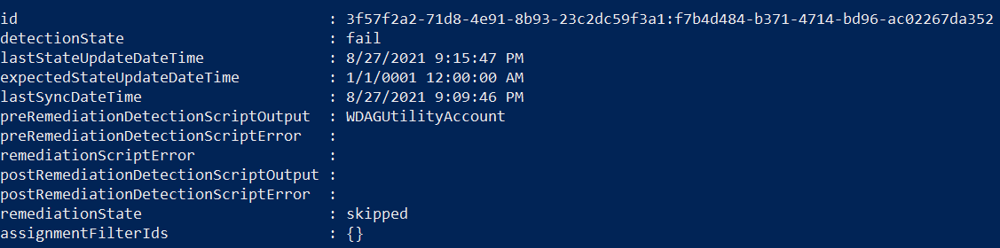 id                                   : 3f57f2a2-71d8-4e91-8b93-23c2dc59f3a1:f7b4d484-b371-4714-bd96-ac02267da352
detectionState                       : fail
lastStateUpdateDateTime              : 8/27/2021 9:15:47 PM
expectedStateUpdateDateTime          : 1/1/0001 12:00:00 AM
lastSyncDateTime                     : 8/27/2021 9:09:46 PM
preRemediationDetectionScriptOutput  : WDAGUtilityAccount
preRemediationDetectionScriptError   :
remediationScriptError               :
postRemediationDetectionScriptOutput :
postRemediationDetectionScriptError  :
remediationState                     : skipped
assignmentFilterIds                  : {}